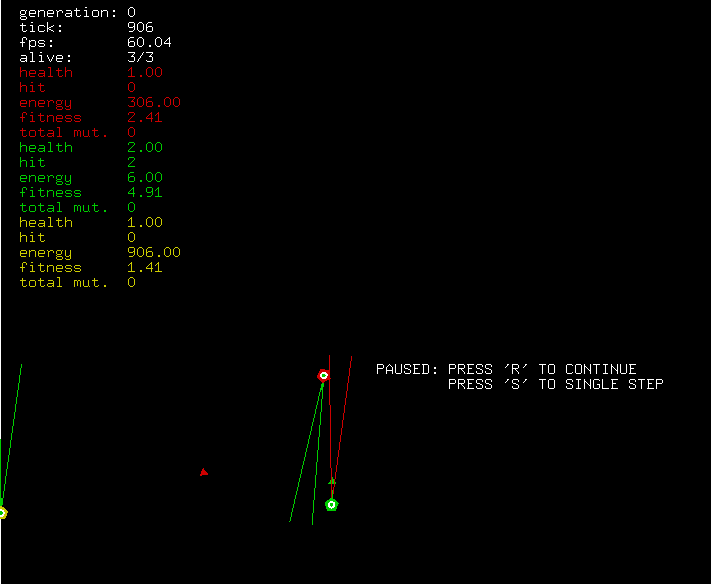 generation: 0
tick: 906
fps: 60.04
alive: 3/3
health 1.00
hit 0
energy 306.00
fitness 2.41
total mut. 0
health 2.00
hit 2
energy 6.00
fitness 4.91
total mut. 0
health 1.00
hit 0
energy 906.00
fitness 1.41
total mut. 0
PAUSED: PRESS 'R' TO CONTINUE
PRESS 'S' TO SINGLE STEP